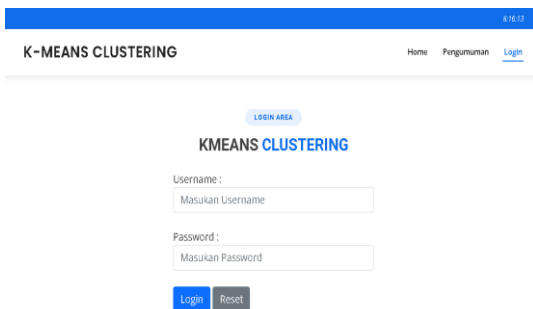 6:16:13
K-MEANS CLUSTERING
Home Pengumuman Login
LOGIN AREA
KMEANS CLUSTERING
Username :
Masukan Username
Password :
Masukan Password
Login Reset